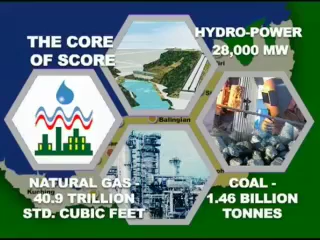 THE CORE
OF SCORE
HYDRO-POWER
28,000 MW
Balingian
NATURAL GAS -
40.9 TRILLION
STD. CUBIC FEET
Kuching
COAL -
1.46 BILLION
TONNES